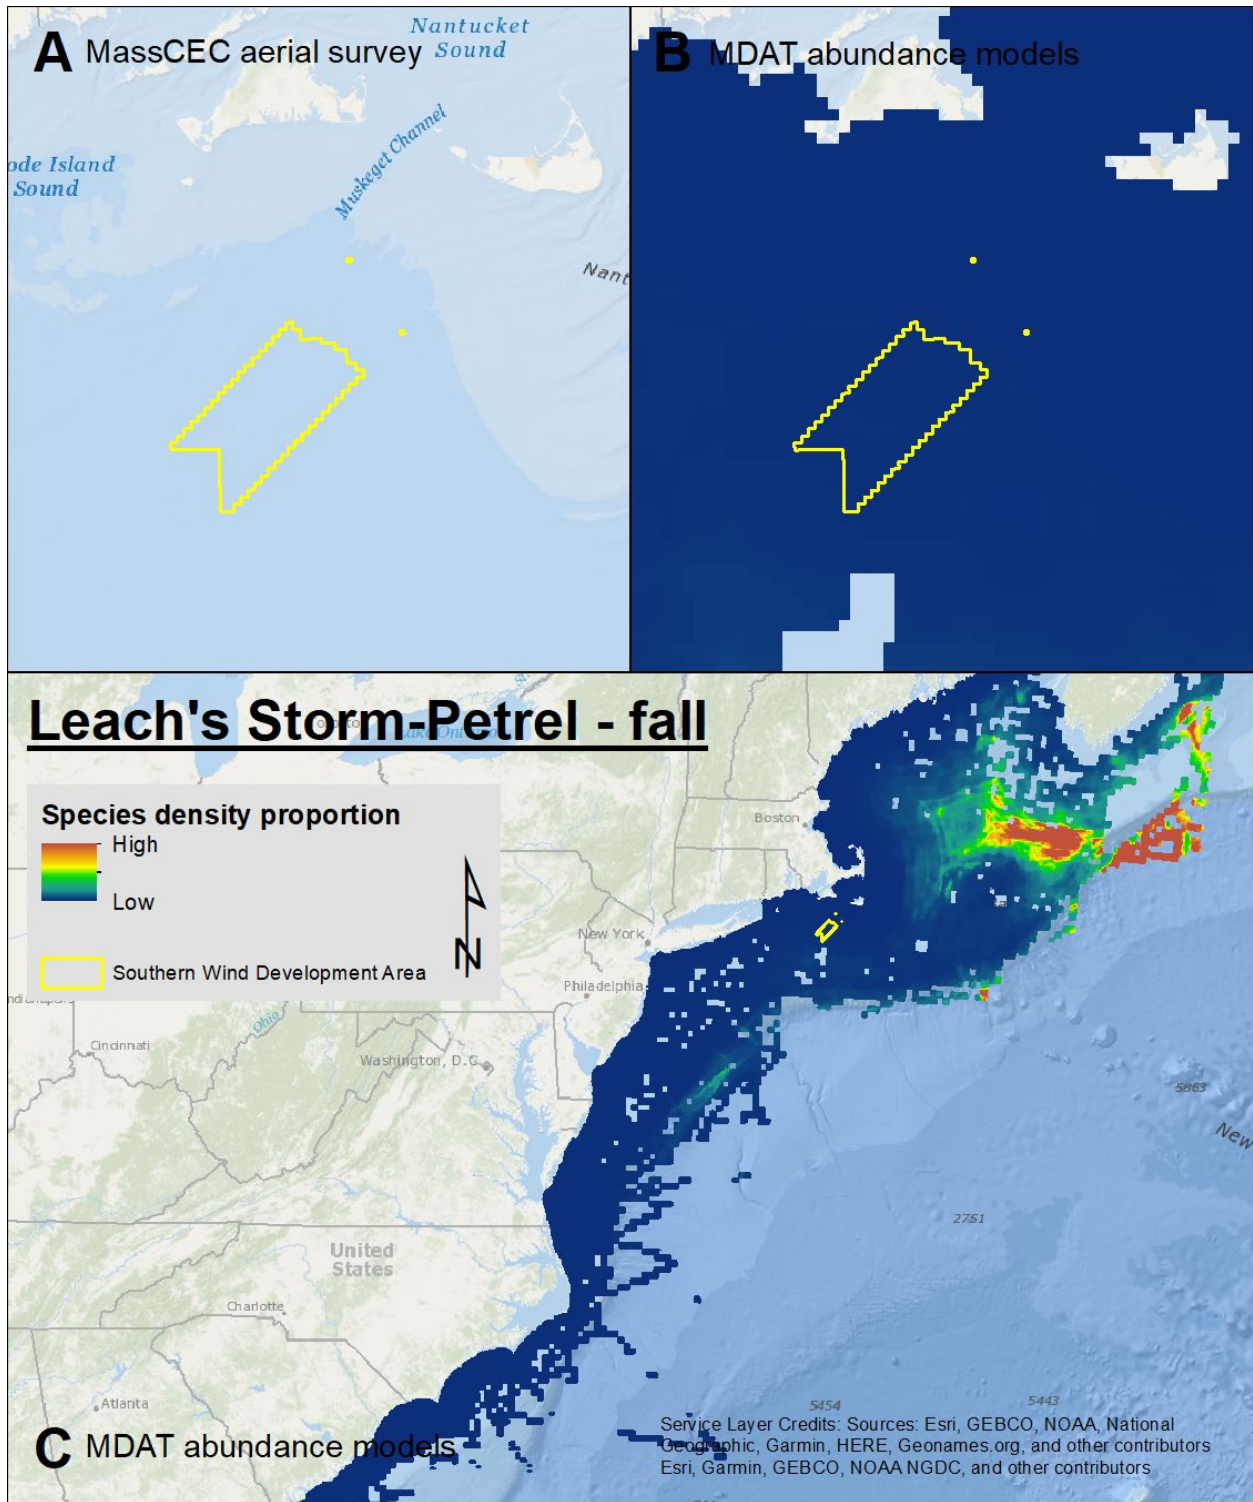 A MassCEC aerial survey
Nantucket
Sound
ode Island
Sound
Muskeget Channel
Nant
B MDAT abundance models
Leach's Storm-Petrel - fall
Species density proportion
High
Low
N
Southern Wind Development Area
Boston
New York
Philadelphia
Ohio
Cincinnati
Washington, D.C.
5863
New
2751
United
States
Charlotte
Atlanta
5454
5443
C MDAT abundance models
Service Layer Credits: Sources: Esri, GEBCO, NOAA, National
Geographic, Garmin, HERE, Geonames.org, and other contributors
Esri, Garmin, GEBCO, NOAA NGDC, and other contributors